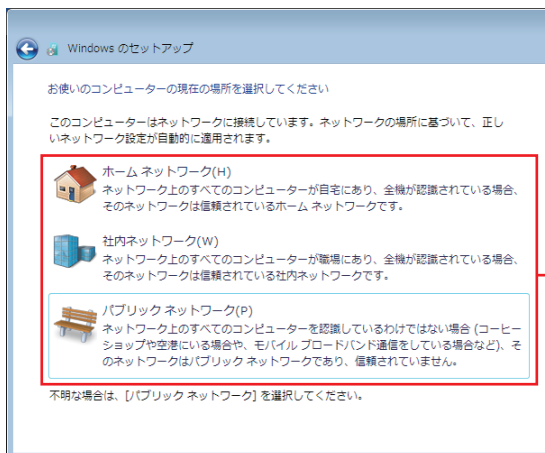 Windows のセットアップ
お使いのコンピューターの現在の場所を選択してください
このコンピューターはネットワークに接続しています。ネットワークの場所に基づいて、正し
いネットワーク設定が自動的に適用されます。
ホーム ネットワーク(H)
ネットワーク上のすべてのコンピューターが自宅にあり、全機が認識されている場合、
そのネットワークは信頼されているホーム ネットワークです。
社内ネットワーク(W)
ネットワーク上のすべてのコンピューターが職場にあり、全機が認識されている場合、
そのネットワークは信頼されている社内ネットワークです。
パブリック ネットワーク(P)
ネットワーク上のすべてのコンピューターを認識しているわけではない場合 (コーヒー
ショップや空港にいる場合や、モバイル ブロードバンド通信をしている場合など)、そ
のネットワークはパブリック ネットワークであり、信頼されていません。
不明な場合は、[パブリック ネットワーク] を選択してください。